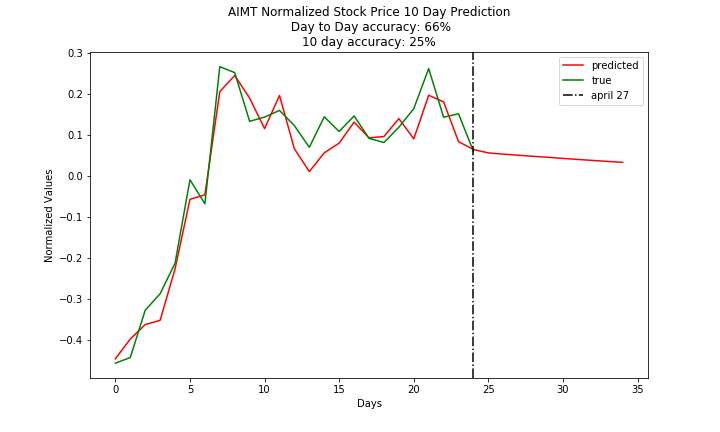 AIMT Normalized Stock Price 10 Day Prediction
Day to Day accuracy: 66%
10 day accuracy: 25%
predicted
true
april 27
Normalized Values
0.3
0.2
0.1
0.0
−0.1
−0.2
−0.3
−0.4
0 5 10 15 20 25 30 35
Days